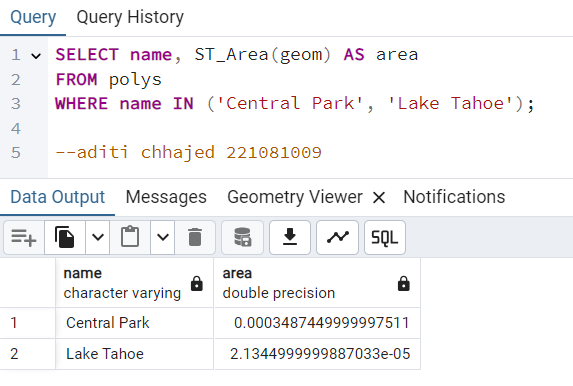 Query Query History
1 SELECT name, ST_Area(geom) AS area
2 FROM polys
3 WHERE name IN ('Central Park', 'Lake Tahoe');
4
5 --aditi chhajed 221081009
Data Output Messages Geometry Viewer Notifications
SQL
name area
character varying double precision
1 Central Park 0.0003487449999997511
2 Lake Tahoe 2.1344999999887033e-05